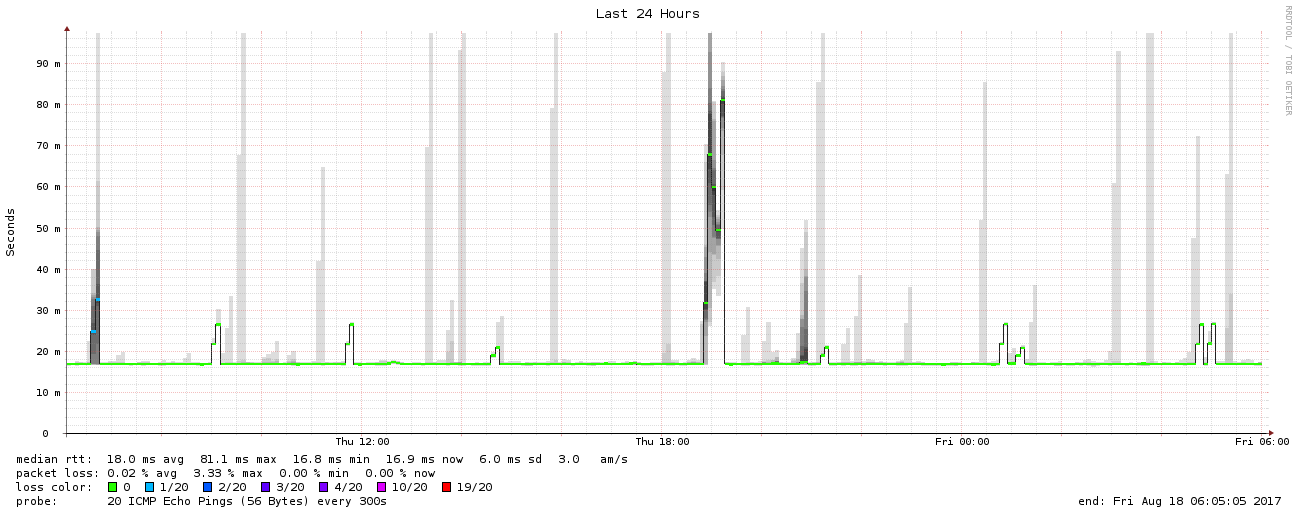 Last 24 Hours
RRDTOOL / TOBI OETIKER
Seconds
90 m
80 m
70 m
60 m
50 m
40 m
30 m
20 m
10 m
0
Thu 12:00 Thu 18:00 Fri 00:00 Fri 06:00
median rtt: 18.0 ms avg 81.1 ms max 16.8 ms min 16.9 ms now 6.0 ms sd 3.0 am/s
packet loss: 0.02 % avg 3.33 % max 0.00 % min 0.00 % now
loss color: 0 1/20 2/20 3/20 4/20 10/20 19/20
probe: 20 ICMP Echo Pings (56 Bytes) every 300s end: Fri Aug 18 06:05:05 2017